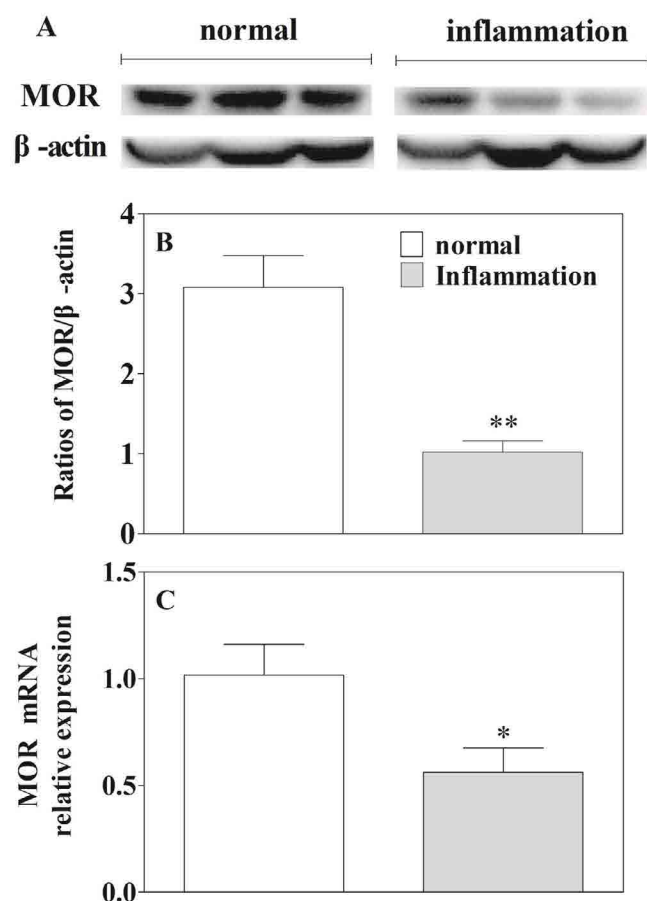 A
normal
inflammation
MOR
β -actin
B
normal
Inflammation
4
3
2
1
0
Ratios of MOR/β -actin
**
C
1.5
1.0
0.5
0.0
MOR mRNA
relative expression
*